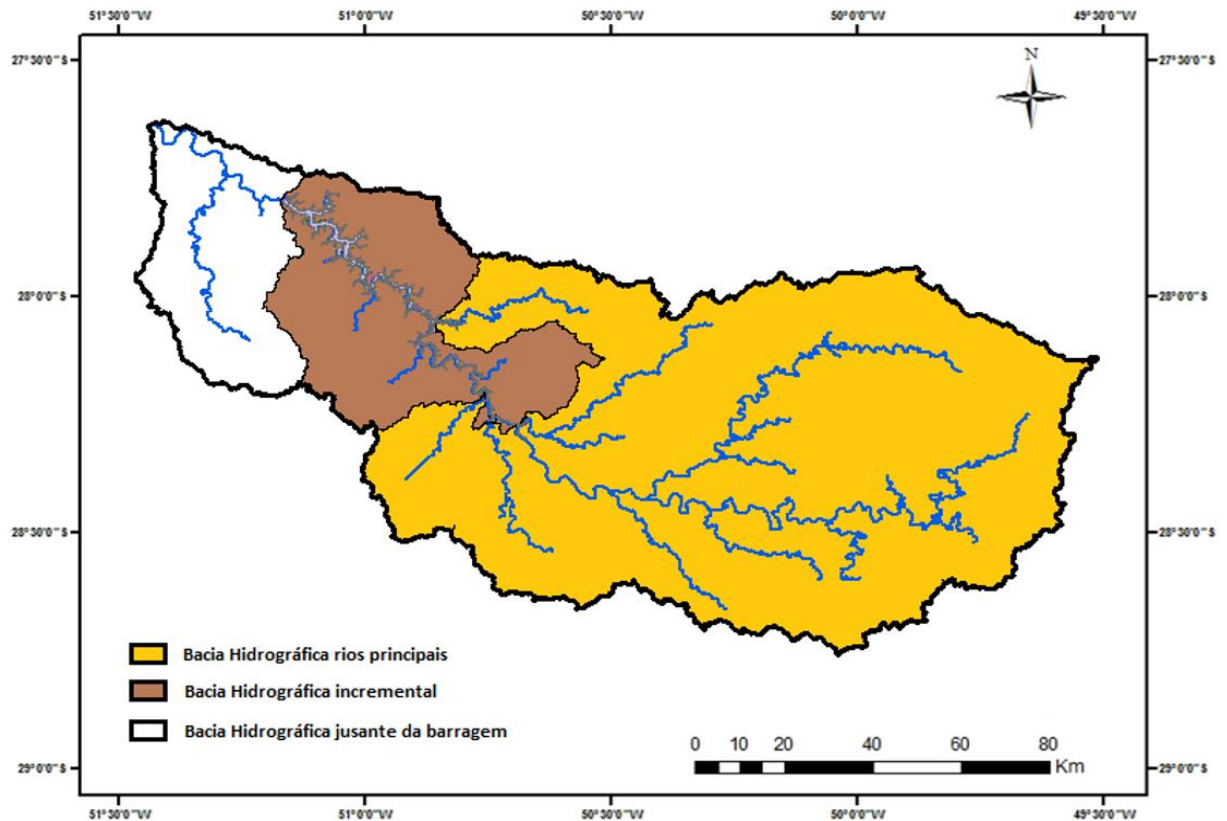 51°30'0"W 51°0'0"W 50°30'0"W 50°0'0"W 49°30'0"W
27°30'0"S 27°30'0"S
N
28°0'0"S 28°0'0"S
28°30'0"S 28°30'0"S
Bacia Hidrográfica rios principais
Bacia Hidrográfica incremental
Bacia Hidrográfica jusante da barragem
0 10 20 40 60 80
Km
29°0'0"S 29°0'0"S
51°30'0"W 51°0'0"W 50°30'0"W 50°0'0"W 49°30'0"W